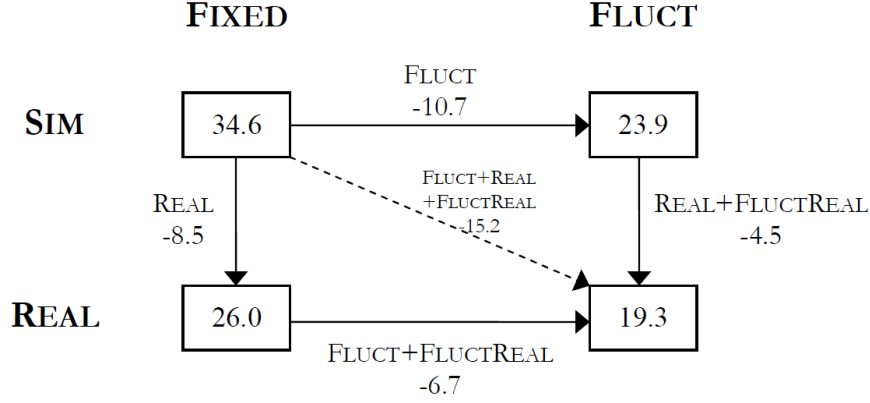 FIXED FLUCT
FLUCT
-10.7
SIM 34.6 23.9
FLUCT+REAL
+FLUCTREAL
-15.2
REAL
-8.5
REAL+FLUCTREAL
-4.5
REAL 26.0 19.3
FLUCT+FLUCTREAL
-6.7